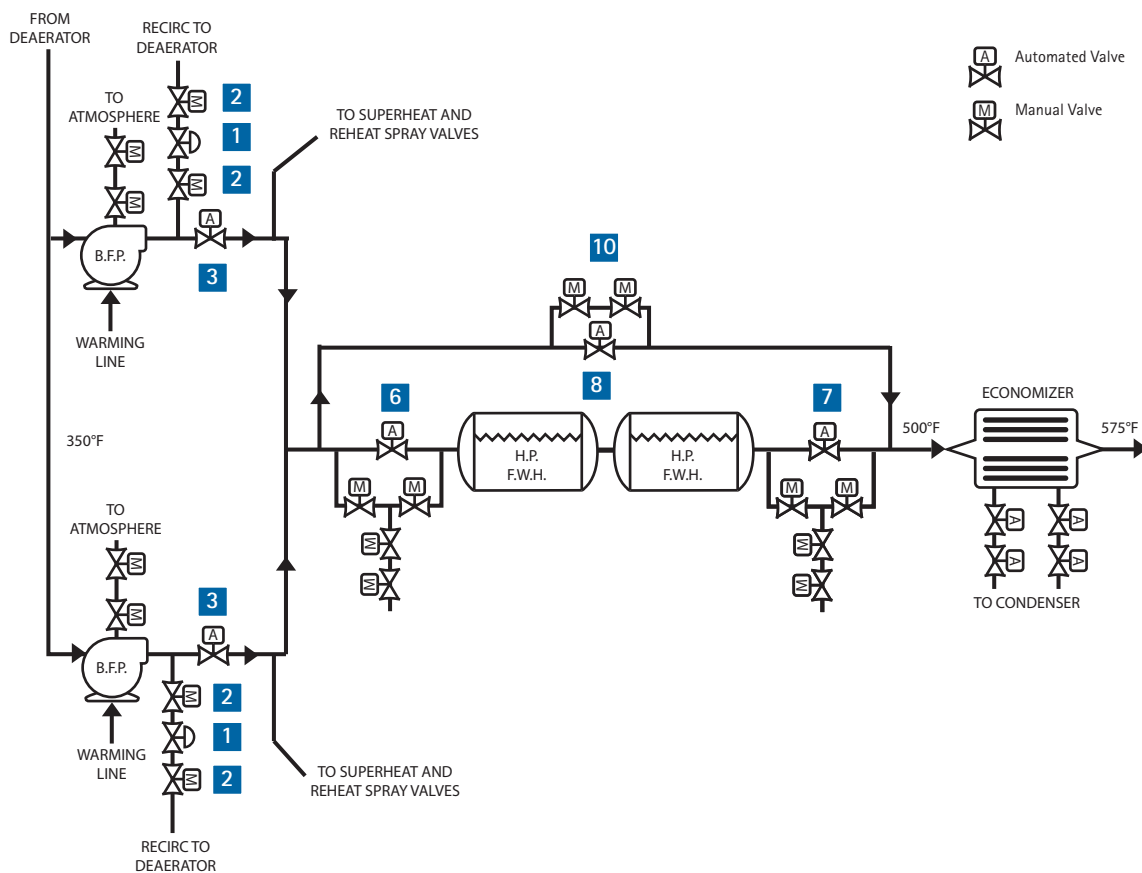 FROM
DEAERATOR
RECIRC TO
DEAERATOR
A
Automated Valve
M
Manual Valve
TO
ATMOSPHERE
M
M
M
2
1
M
2
TO SUPERHEAT AND
REHEAT SPRAY VALVES
A
B.F.P.
3
WARMING
LINE
10
M
M
A
8
6
A
7
A
H.P.
F.W.H.
H.P.
F.W.H.
M
M
M
M
M
M
M
M
350°F
500°F
ECONOMIZER
575°F
A
A
A
A
TO CONDENSER
TO
ATMOSPHERE
M
M
3
A
B.F.P.
WARMING
LINE
M
2
1
M
2
TO SUPERHEAT AND
REHEAT SPRAY VALVES
RECIRC TO
DEAERATOR